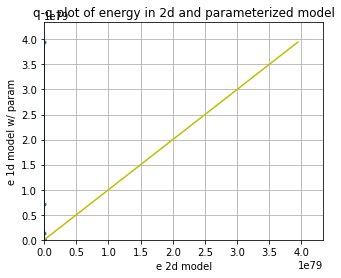 q-q plot of energy in 2d and parameterized model
1e79
4.0
3.5
3.0
2.5
2.0
1.5
1.0
0.5
0.0
e 1d model w/ param
0.0 0.5 1.0 1.5 2.0 2.5 3.0 3.5 4.0
1e79
e 2d model